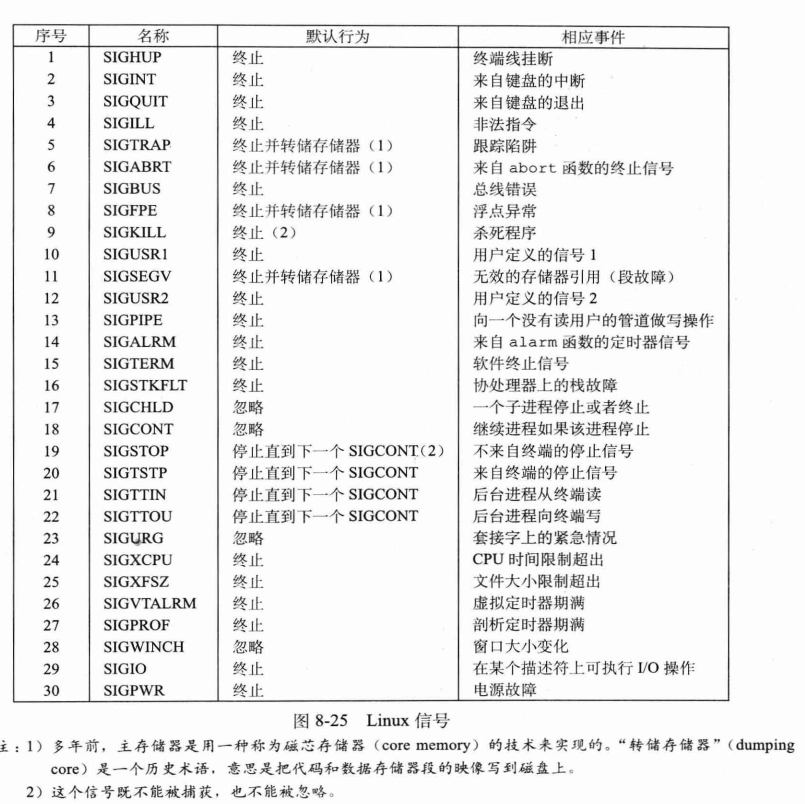 序号 名称 默认行为 相应事件
1 SIGHUP 终止 终端线挂断
2 SIGINT 终止 来自键盘的中断
3 SIGQUIT 终止 来自键盘的退出
4 SIGILL 终止 非法指令
5 SIGTRAP 终止并转储存储器（1） 跟踪陷阱
6 SIGABRT 终止并转储存储器（1） 来自 abort 函数的终止信号
7 SIGBUS 终止 总线错误
8 SIGFPE 终止并转储存储器（1） 浮点异常
9 SIGKILL 终止（2） 杀死程序
10 SIGUSR1 终止 用户定义的信号 1
11 SIGSEGV 终止并转储存储器（1） 无效的存储器引用（段故障）
12 SIGUSR2 终止 用户定义的信号 2
13 SIGPIPE 终止 向一个没有读用户的管道做写操作
14 SIGALRM 终止 来自 alarm 函数的定时器信号
15 SIGTERM 终止 软件终止信号
16 SIGSTKFLT 终止 协处理器上的栈故障
17 SIGCHLD 忽略 一个子进程停止或者终止
18 SIGCONT 忽略 继续进程如果该进程停止
19 SIGSTOP 停止直到下一个 SIGCONT(2) 不来自终端的停止信号
20 SIGTSTP 停止直到下一个 SIGCONT 来自终端的停止信号
21 SIGTTIN 停止直到下一个 SIGCONT 后台进程从终端读
22 SIGTTOU 停止直到下一个 SIGCONT 后台进程向终端写
23 SIGURG 忽略 套接字上的紧急情况
24 SIGXCPU 终止 CPU 时间限制超出
25 SIGXFSZ 终止 文件大小限制超出
26 SIGVTALRM 终止 虚拟定时器期满
27 SIGPROF 终止 剖析定时器期满
28 SIGWINCH 忽略 窗口大小变化
29 SIGIO 终止 在某个描述符上可执行 I/O 操作
30 SIGPWR 终止 电源故障
图 8-25 Linux 信号
注：1）多年前，主存储器是用一种称为磁芯存储器（core memory）的技术来实现的。“转储存储器”（dumping
core）是一个历史术语，意思是把代码和数据存储器段的映像写到磁盘上。
2）这个信号既不能被捕获，也不能被忽略。